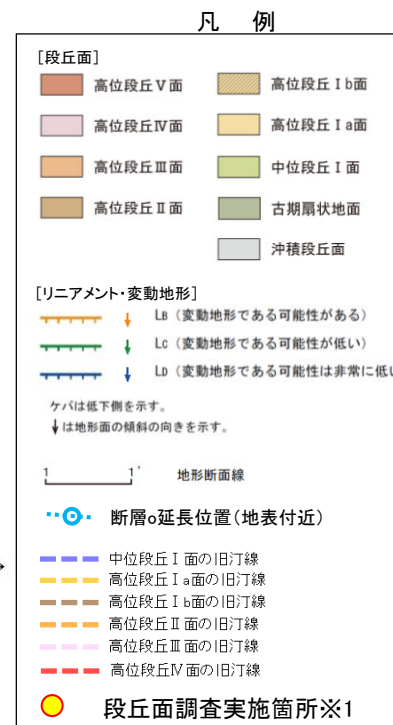 凡 例
[段丘面]
高位段丘Ⅴ面
高位段丘Ⅳ面
高位段丘Ⅲ面
高位段丘Ⅱ面
高位段丘Ⅰb面
高位段丘Ⅰa面
中位段丘Ⅰ面
古期扇状地面
沖積段丘面
[リニアメント・変動地形]
LB（変動地形である可能性がある）
LC（変動地形である可能性が低い）
LD（変動地形である可能性は非常に低い
ケバは低下側を示す。
↓は地形面の傾斜の向きを示す。
1 1' 地形断面線
断層o延長位置（地表付近）
中位段丘Ⅰ面の旧汀線
高位段丘Ⅰa面の旧汀線
高位段丘Ⅰb面の旧汀線
高位段丘Ⅱ面の旧汀線
高位段丘Ⅲ面の旧汀線
高位段丘Ⅳ面の旧汀線
段丘面調査実施箇所※1